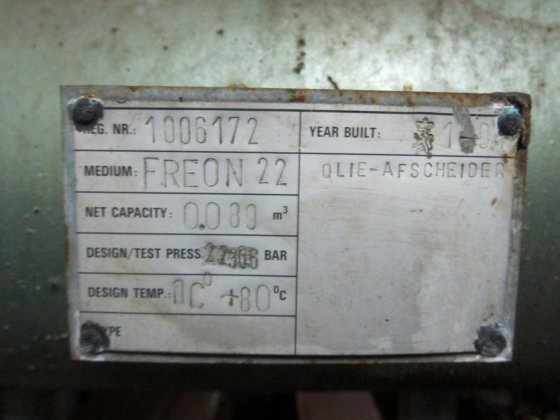 REG. NR.: 1006172
YEAR BUILT:
MEDIUM: FREON 22
OLIE-AFSCHEIDER
NET CAPACITY: 0.089 m³
DESIGN/TEST PRESS. BAR
DESIGN TEMP.: 0C° +80°C
TYPE